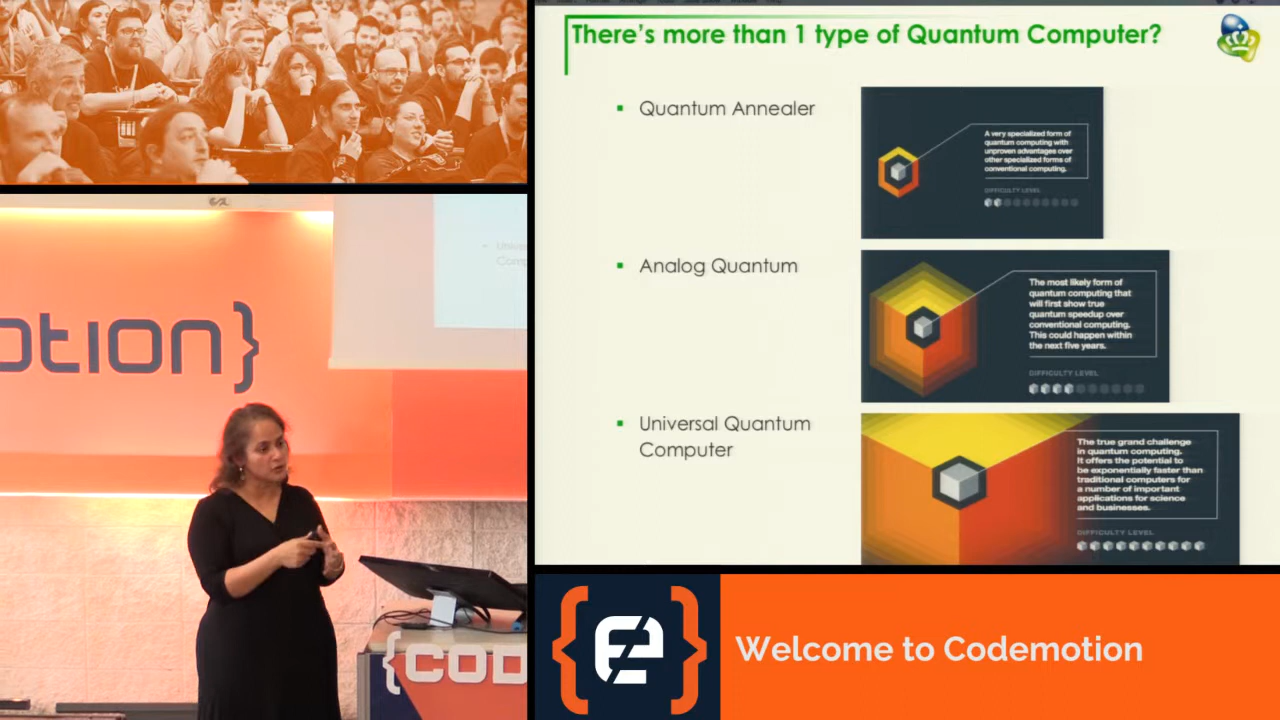 There's more than 1 type of Quantum Computer?
Quantum Annealer
A very specialized form of
quantum computing with
unproven advantages over
other specialized forms of
conventional computing.
DIFFICULTY LEVEL
Analog Quantum
The most likely form of
quantum computing that
will first show true
quantum speedup over
conventional computing.
This could happen within
the next five years.
DIFFICULTY LEVEL
Universal Quantum
Computer
The true grand challenge
in quantum computing.
It offers the potential to
be exponentially faster than
traditional computers for
a number of important
applications for science
and businesses.
DIFFICULTY LEVEL
otion}
{COD
Welcome to Codemotion